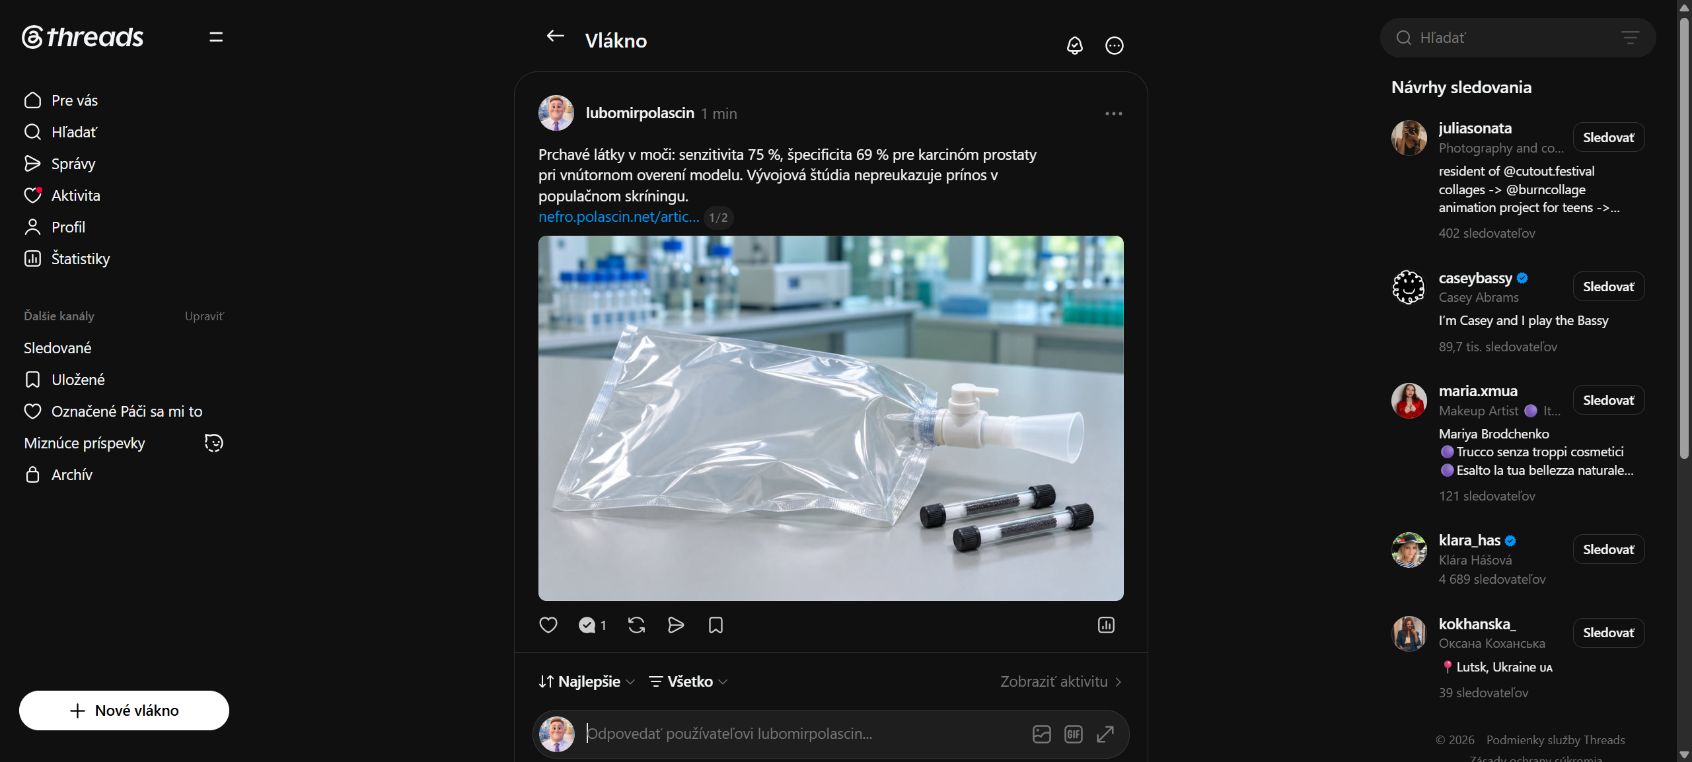 threads
Vlákno
Hľadať
Pre vás
Hľadať
Správy
Aktivita
Profil
Štatistiky
Ďalšie kanály
Upraviť
Sledované
Uložené
Označené Páči sa mi to
Miznúce príspevky
Archív
Nové vlákno
lubomirpolascin 1 min
Prchavé látky v moči: senzitivita 75 %, špecificita 69 % pre karcinóm prostaty
pri vnútornom overení modelu. Vývojová štúdia nepreukazuje prínos v
populačnom skríningu.
nefro.polascin.net/artic... 1/2
1
Najlepšie Všetko Zobraziť aktivitu
Odpovedať používateľovi lubomirpolascin...
GIF
Návrhy sledovania
juliasonata
Sledovať
Photography and co...
resident of @cutout.festival
collages -> @burncollage
animation project for teens ->...
402 sledovateľov
caseybassy
Sledovať
Casey Abrams
I'm Casey and I play the Bassy
89,7 tis. sledovateľov
maria.xmua
Sledovať
Makeup Artist 🟣 It...
Mariya Brodchenko
🟣Trucco senza troppi cosmetici
🟣Esalto la tua bellezza naturale...
121 sledovateľov
klara_has
Sledovať
Klára Hášová
4 689 sledovateľov
kokhanska_
Sledovať
Оксана Коханська
📍Lutsk, Ukraine UA
39 sledovateľov
© 2026 Podmienky služby Threads
Zásady ochrany súkromia